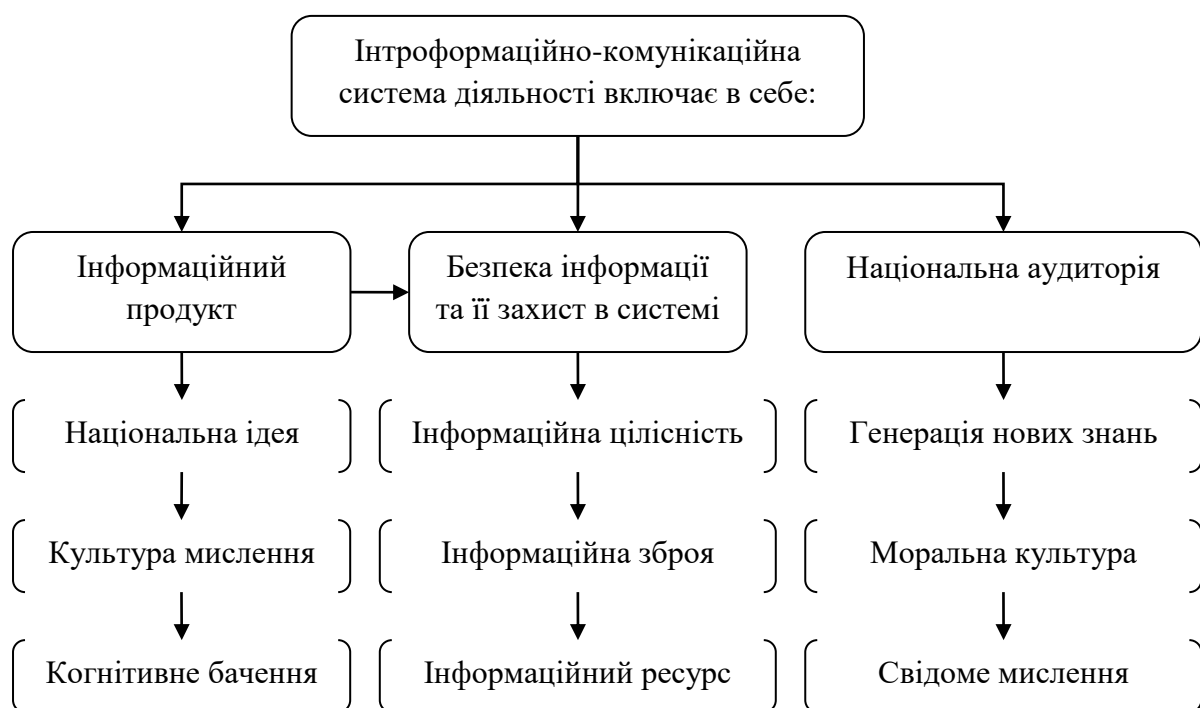 Інтроформаційно-комунікаційна
система діяльності включає в себе:
Інформаційний
продукт
Безпека інформації
та її захист в системі
Національна аудиторія
Національна ідея
Інформаційна цілісність
Генерація нових знань
Культура мислення
Інформаційна зброя
Моральна культура
Когнітивне бачення
Інформаційний ресурс
Свідоме мислення